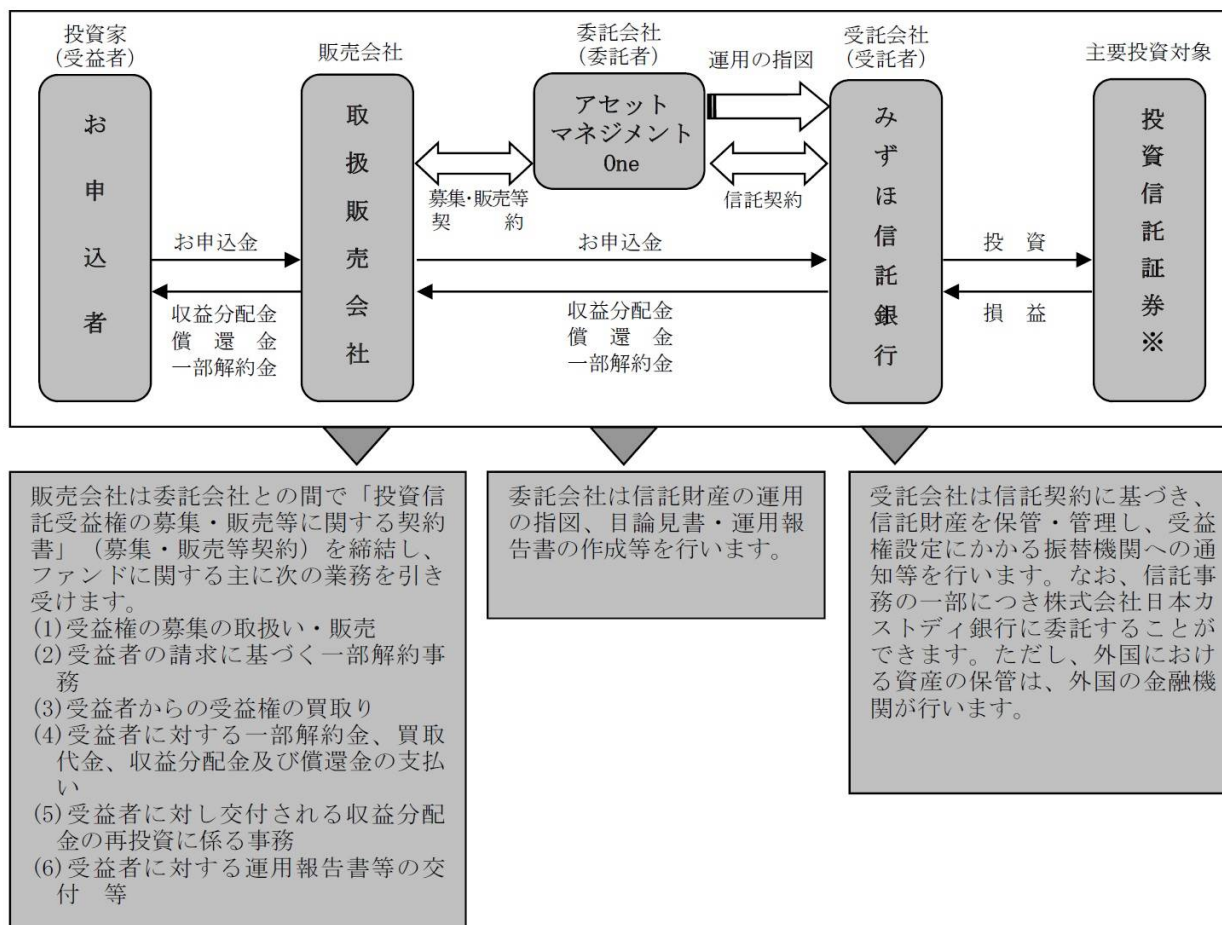 投資家
(受益者)
お申込者
販売会社
取扱販売会社
委託会社
(委託者)
アセット
マネジメント
One
運用の指図
受託会社
(受託者)
みずほ信託銀行
主要投資対象
投資信託証券※
募集・販売等
契約
信託契約
お申込金
収益分配金
償還金
一部解約金
お申込金
収益分配金
償還金
一部解約金
投資
損益
販売会社は委託会社との間で「投資信
託受益権の募集・販売等に関する契約
書」（募集・販売等契約）を締結し、
ファンドに関する主に次の業務を引き
受けます。
(1)受益権の募集の取扱い・販売
(2)受益者の請求に基づく一部解約事
務
(3)受益者からの受益権の買取り
(4)受益者に対する一部解約金、買取
代金、収益分配金及び償還金の支払
い
(5)受益者に対し交付される収益分配
金の再投資に係る事務
(6)受益者に対する運用報告書等の交
付　等
委託会社は信託財産の運用
の指図、目論見書・運用報
告書の作成等を行います。
受託会社は信託契約に基づき、
信託財産を保管・管理し、受益
権設定にかかる振替機関への通
知等を行います。なお、信託事
務の一部につき株式会社日本カ
ストディ銀行に委託することが
できます。ただし、外国におけ
る資産の保管は、外国の金融機
関が行います。